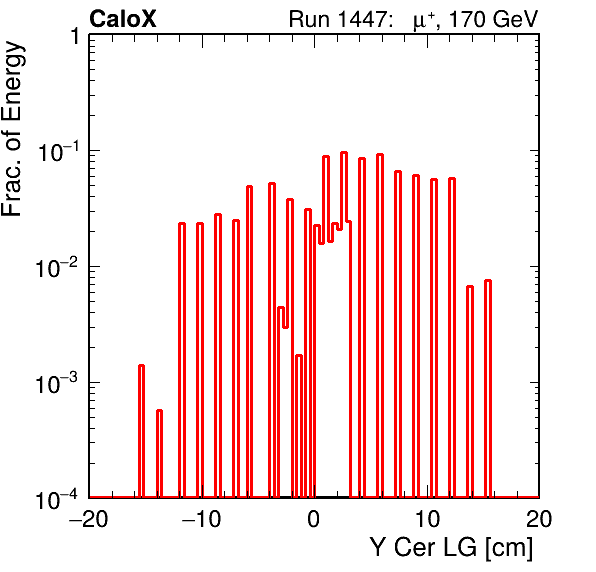 CaloX Run 1447: μ⁺, 170 GeV
Frac. of Energy
1
10⁻¹
10⁻²
10⁻³
10⁻⁴
−20 −10 0 10 20
Y Cer LG [cm]